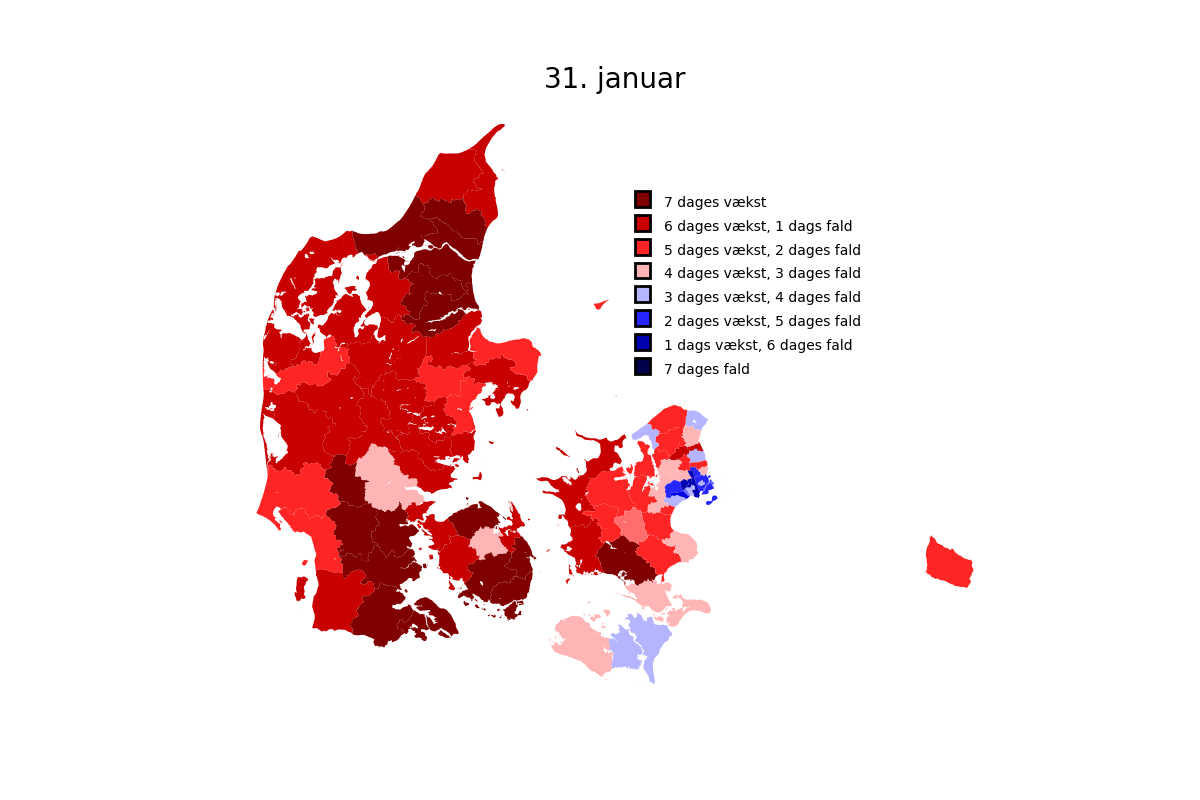 31. januar
7 dages vækst
6 dages vækst, 1 dags fald
5 dages vækst, 2 dages fald
4 dages vækst, 3 dages fald
3 dages vækst, 4 dages fald
2 dages vækst, 5 dages fald
1 dags vækst, 6 dages fald
7 dages fald